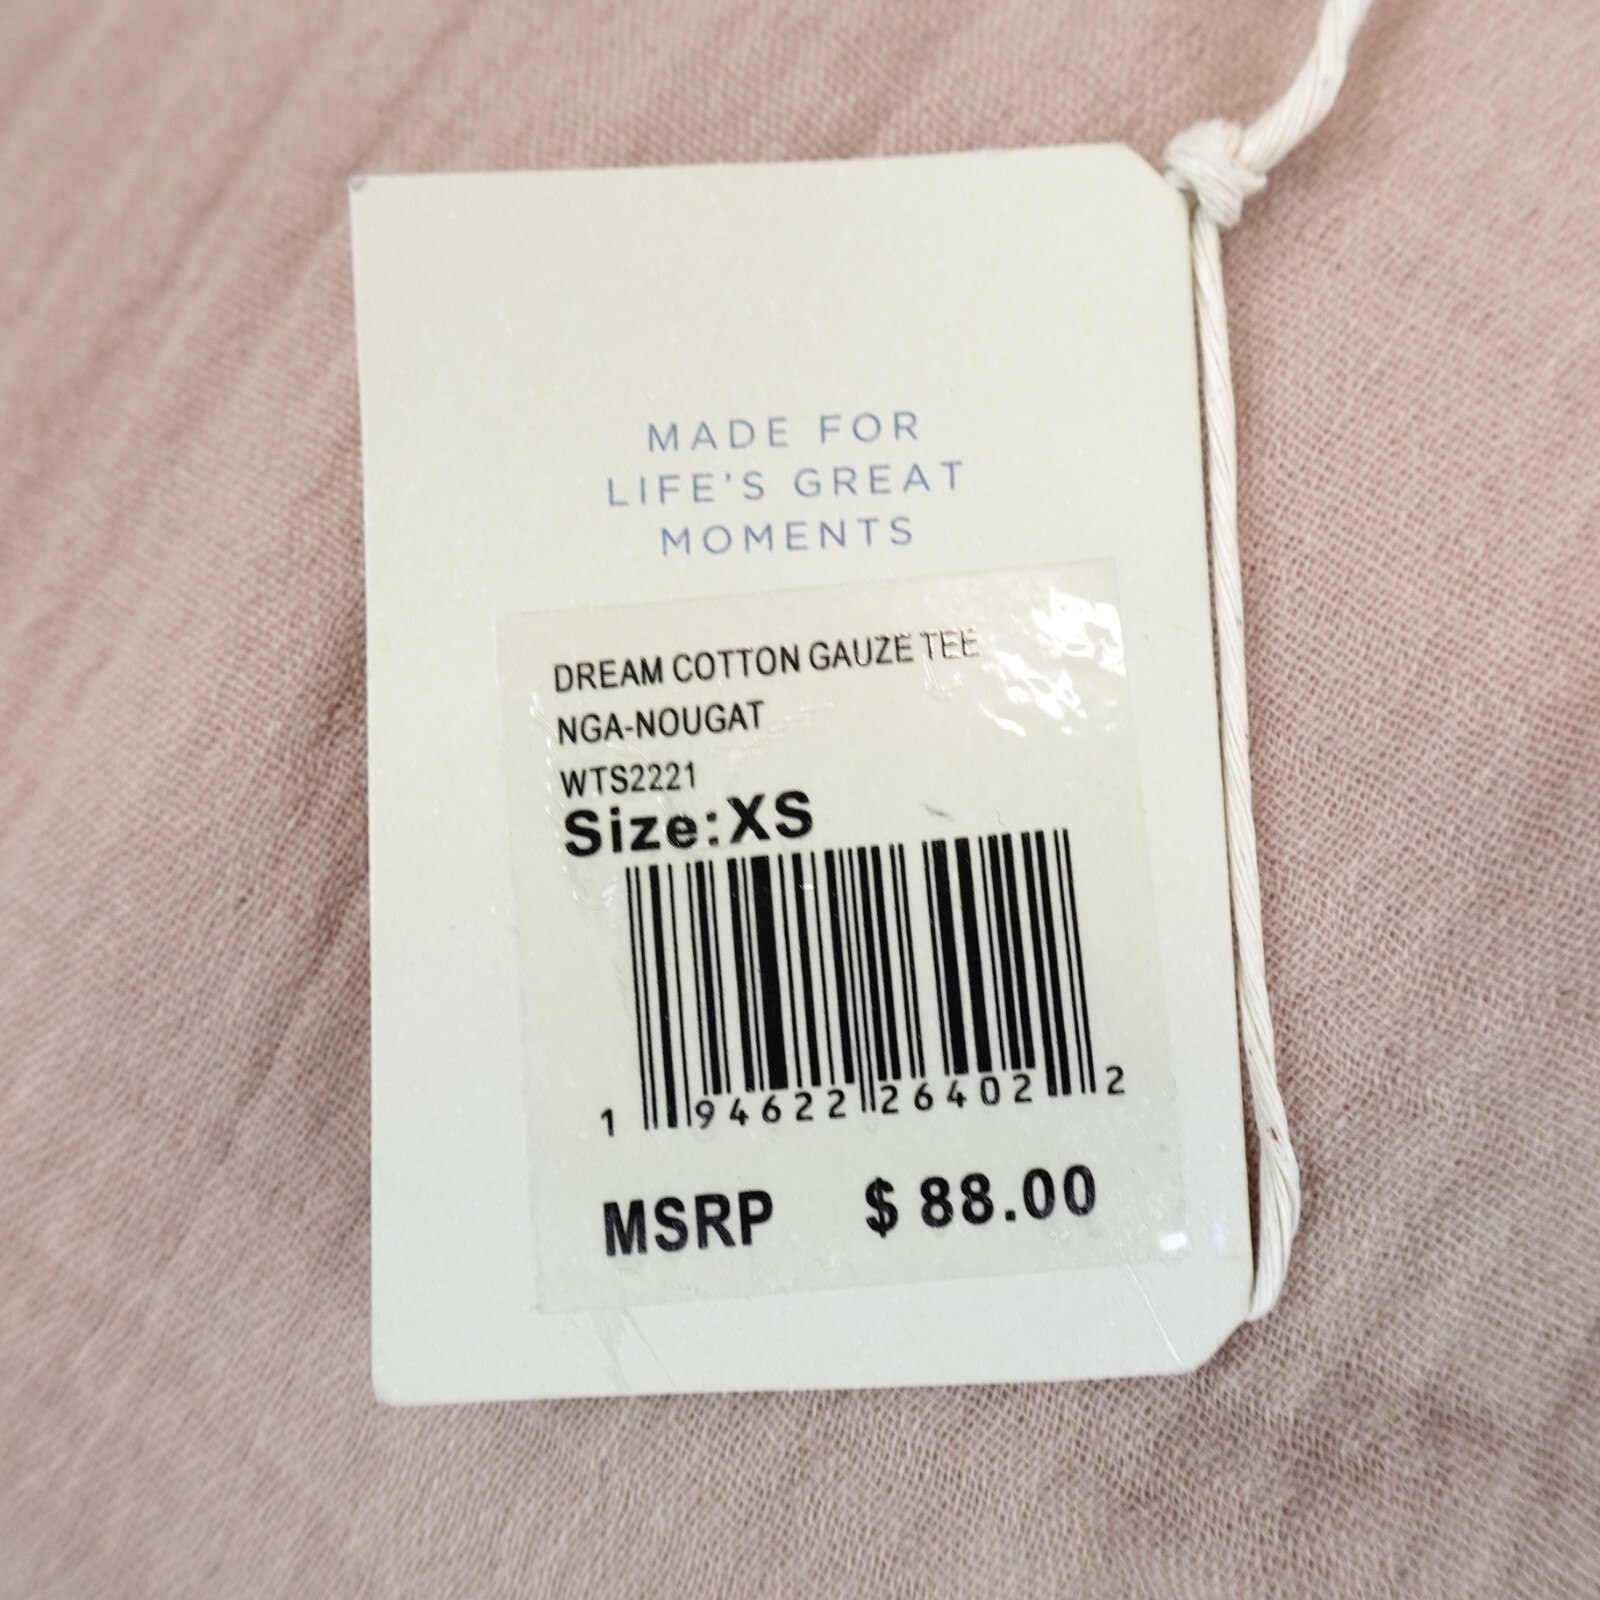 MADE FOR
LIFE'S GREAT
MOMENTS
DREAM COTTON GAUZE TEE
NGA-NOUGAT
WTS2221
Size:XS
1 94622 26402 2
MSRP $ 88.00